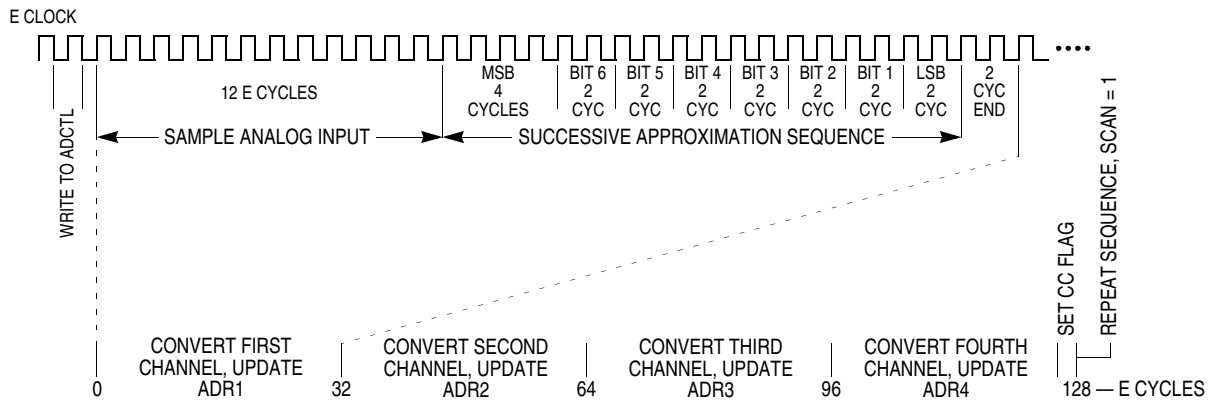 E CLOCK
12 E CYCLES
MSB
4
CYCLES
BIT 6
2
CYC
BIT 5
2
CYC
BIT 4
2
CYC
BIT 3
2
CYC
BIT 2
2
CYC
BIT 1
2
CYC
LSB
2
CYC
2
CYC
END
WRITE TO ADCTL
SAMPLE ANALOG INPUT
SUCCESSIVE APPROXIMATION SEQUENCE
SET CC FLAG
REPEAT SEQUENCE, SCAN = 1
CONVERT FIRST
CHANNEL, UPDATE
ADR1
CONVERT SECOND
CHANNEL, UPDATE
ADR2
CONVERT THIRD
CHANNEL, UPDATE
ADR3
CONVERT FOURTH
CHANNEL, UPDATE
ADR4
0
32
64
96
128 — E CYCLES